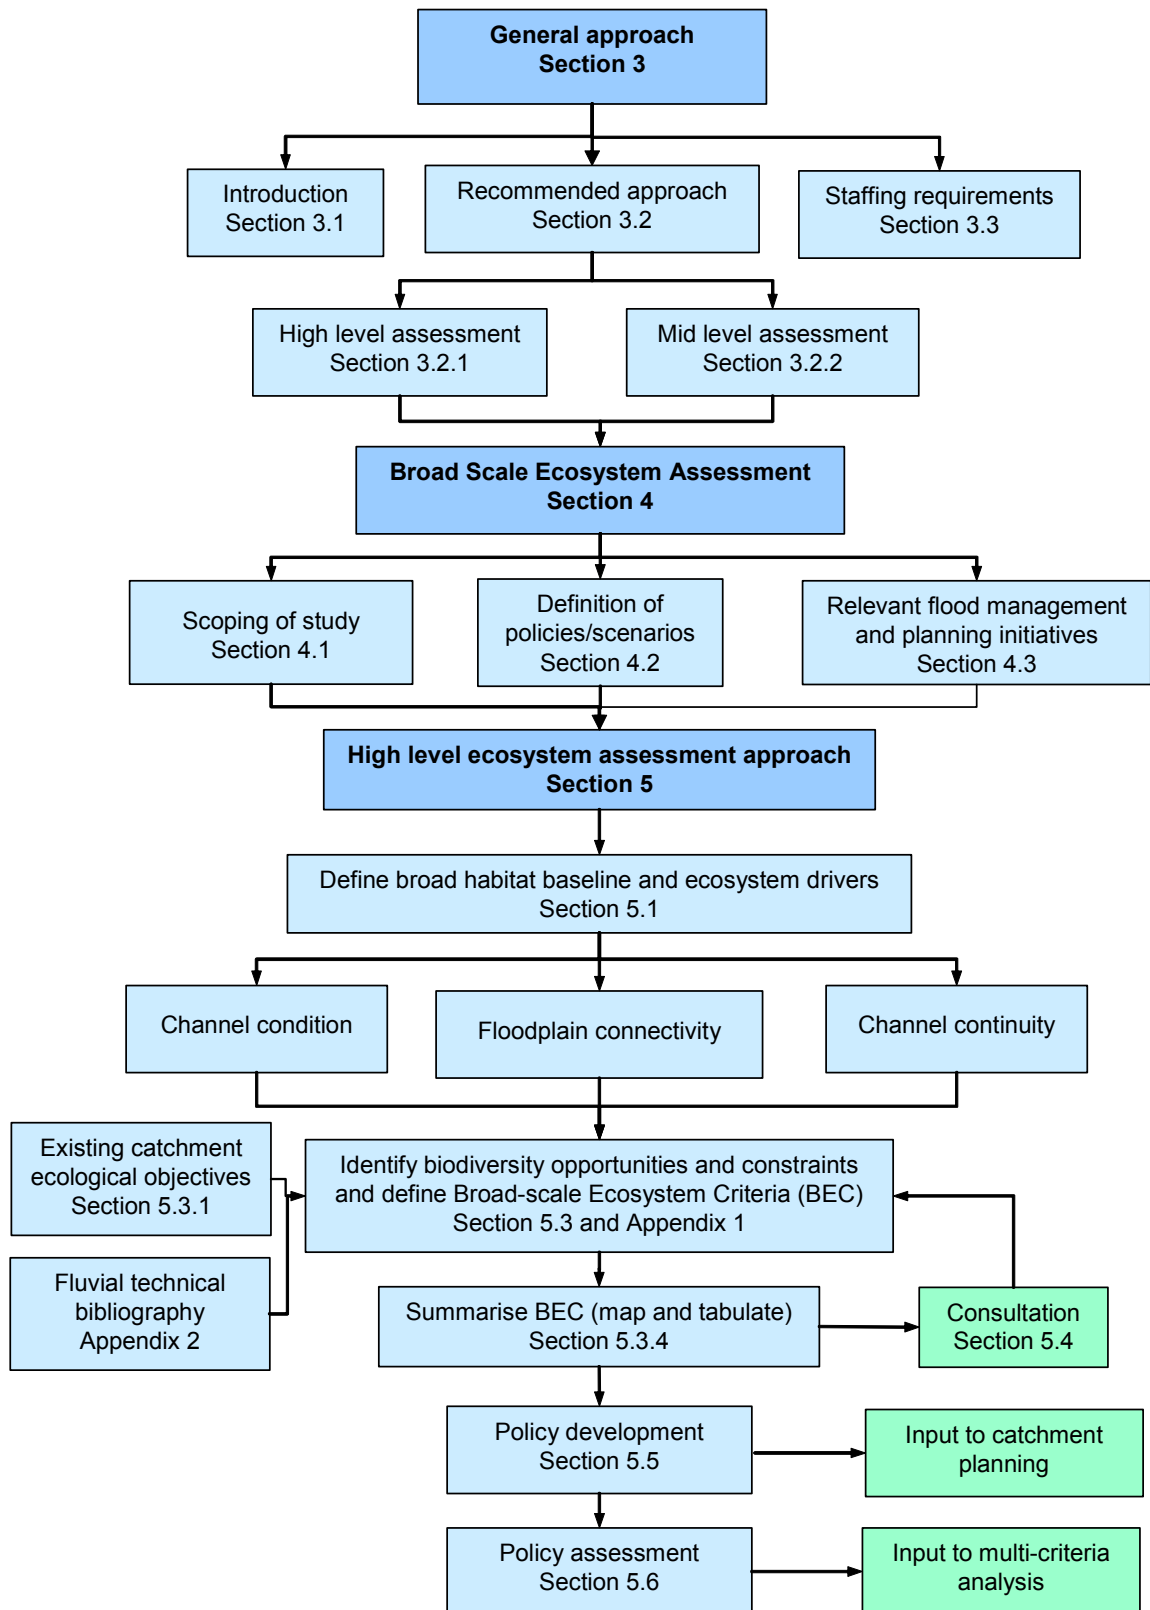 General approach
Section 3
Introduction
Section 3.1
Recommended approach
Section 3.2
Staffing requirements
Section 3.3
High level assessment
Section 3.2.1
Mid level assessment
Section 3.2.2
Broad Scale Ecosystem Assessment
Section 4
Scoping of study
Section 4.1
Definition of
policies/scenarios
Section 4.2
Relevant flood management
and planning initiatives
Section 4.3
High level ecosystem assessment approach
Section 5
Define broad habitat baseline and ecosystem drivers
Section 5.1
Channel condition
Floodplain connectivity
Channel continuity
Existing catchment
ecological objectives
Section 5.3.1
Identify biodiversity opportunities and constraints
and define Broad-scale Ecosystem Criteria (BEC)
Section 5.3 and Appendix 1
Fluvial technical
bibliography
Appendix 2
Summarise BEC (map and tabulate)
Section 5.3.4
Consultation
Section 5.4
Policy development
Section 5.5
Input to catchment
planning
Policy assessment
Section 5.6
Input to multi-criteria
analysis